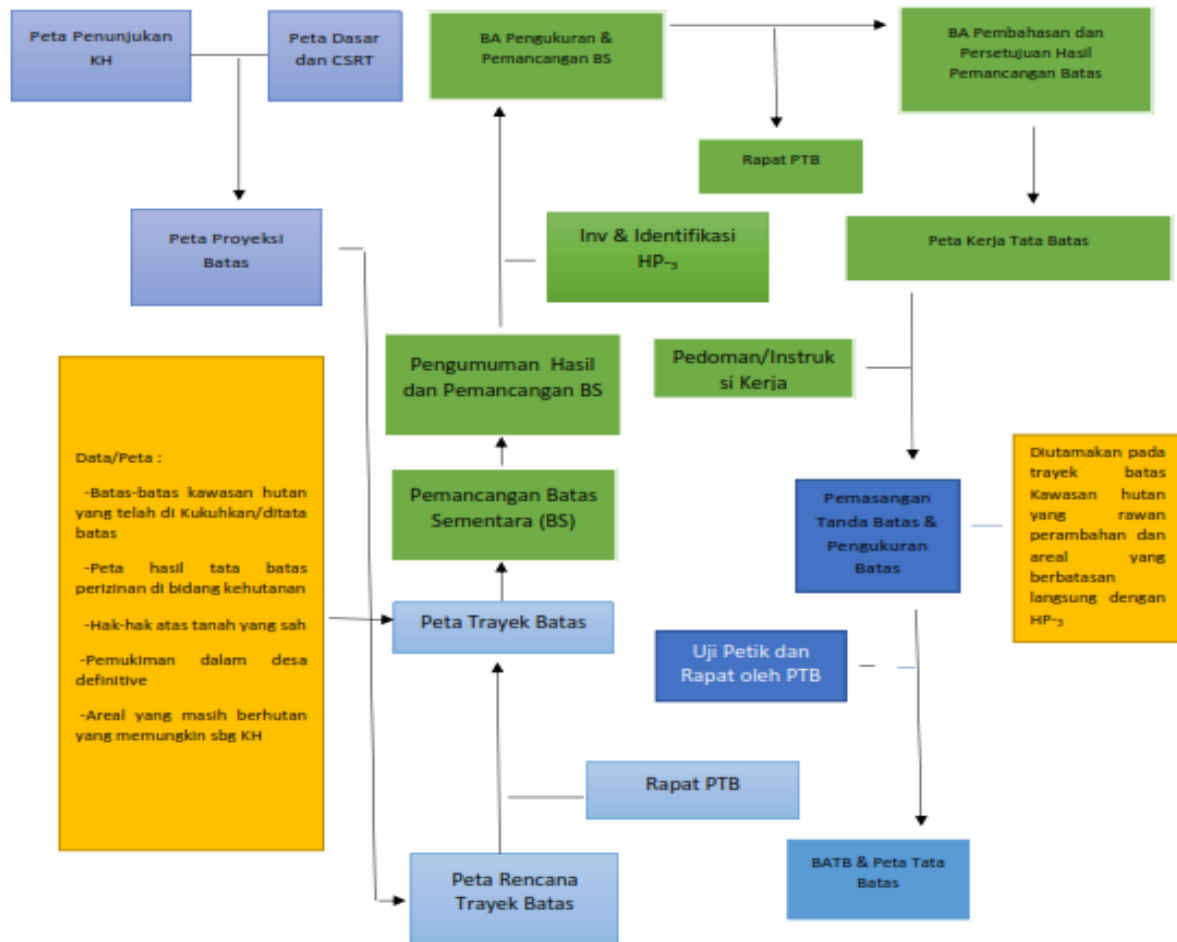 Peta Penunjukan
KH
Peta Dasar
dan CSRT
BA Pengukuran &
Pemancangan BS
BA Pembahasan dan
Persetujuan Hasil
Pemancangan Batas
Rapat PTB
Peta Proyeksi
Batas
Inv & Identifikasi
HP-₃
Peta Kerja Tata Batas
Pengumuman Hasil
dan Pemancangan BS
Pedoman/Instruk
si Kerja
Data/Peta :
-Batas-batas kawasan hutan
yang telah di Kukuhkan/ditata
batas
-Peta hasil tata batas
perizinan di bidang kehutanan
-Hak-hak atas tanah yang sah
-Pemukiman dalam desa
definitive
-Areal yang masih berhutan
yang memungkin sbg KH
Pemancangan Batas
Sementara (BS)
Pemasangan
Tanda Batas &
Pengukuran
Batas
Diutamakan pada
trayek batas
Kawasan hutan
yang rawan
perambahan dan
areal yang
berbatasan
langsung dengan
HP-₃
Peta Trayek Batas
Uji Petik dan
Rapat oleh PTB
Rapat PTB
Peta Rencana
Trayek Batas
BATB & Peta Tata
Batas